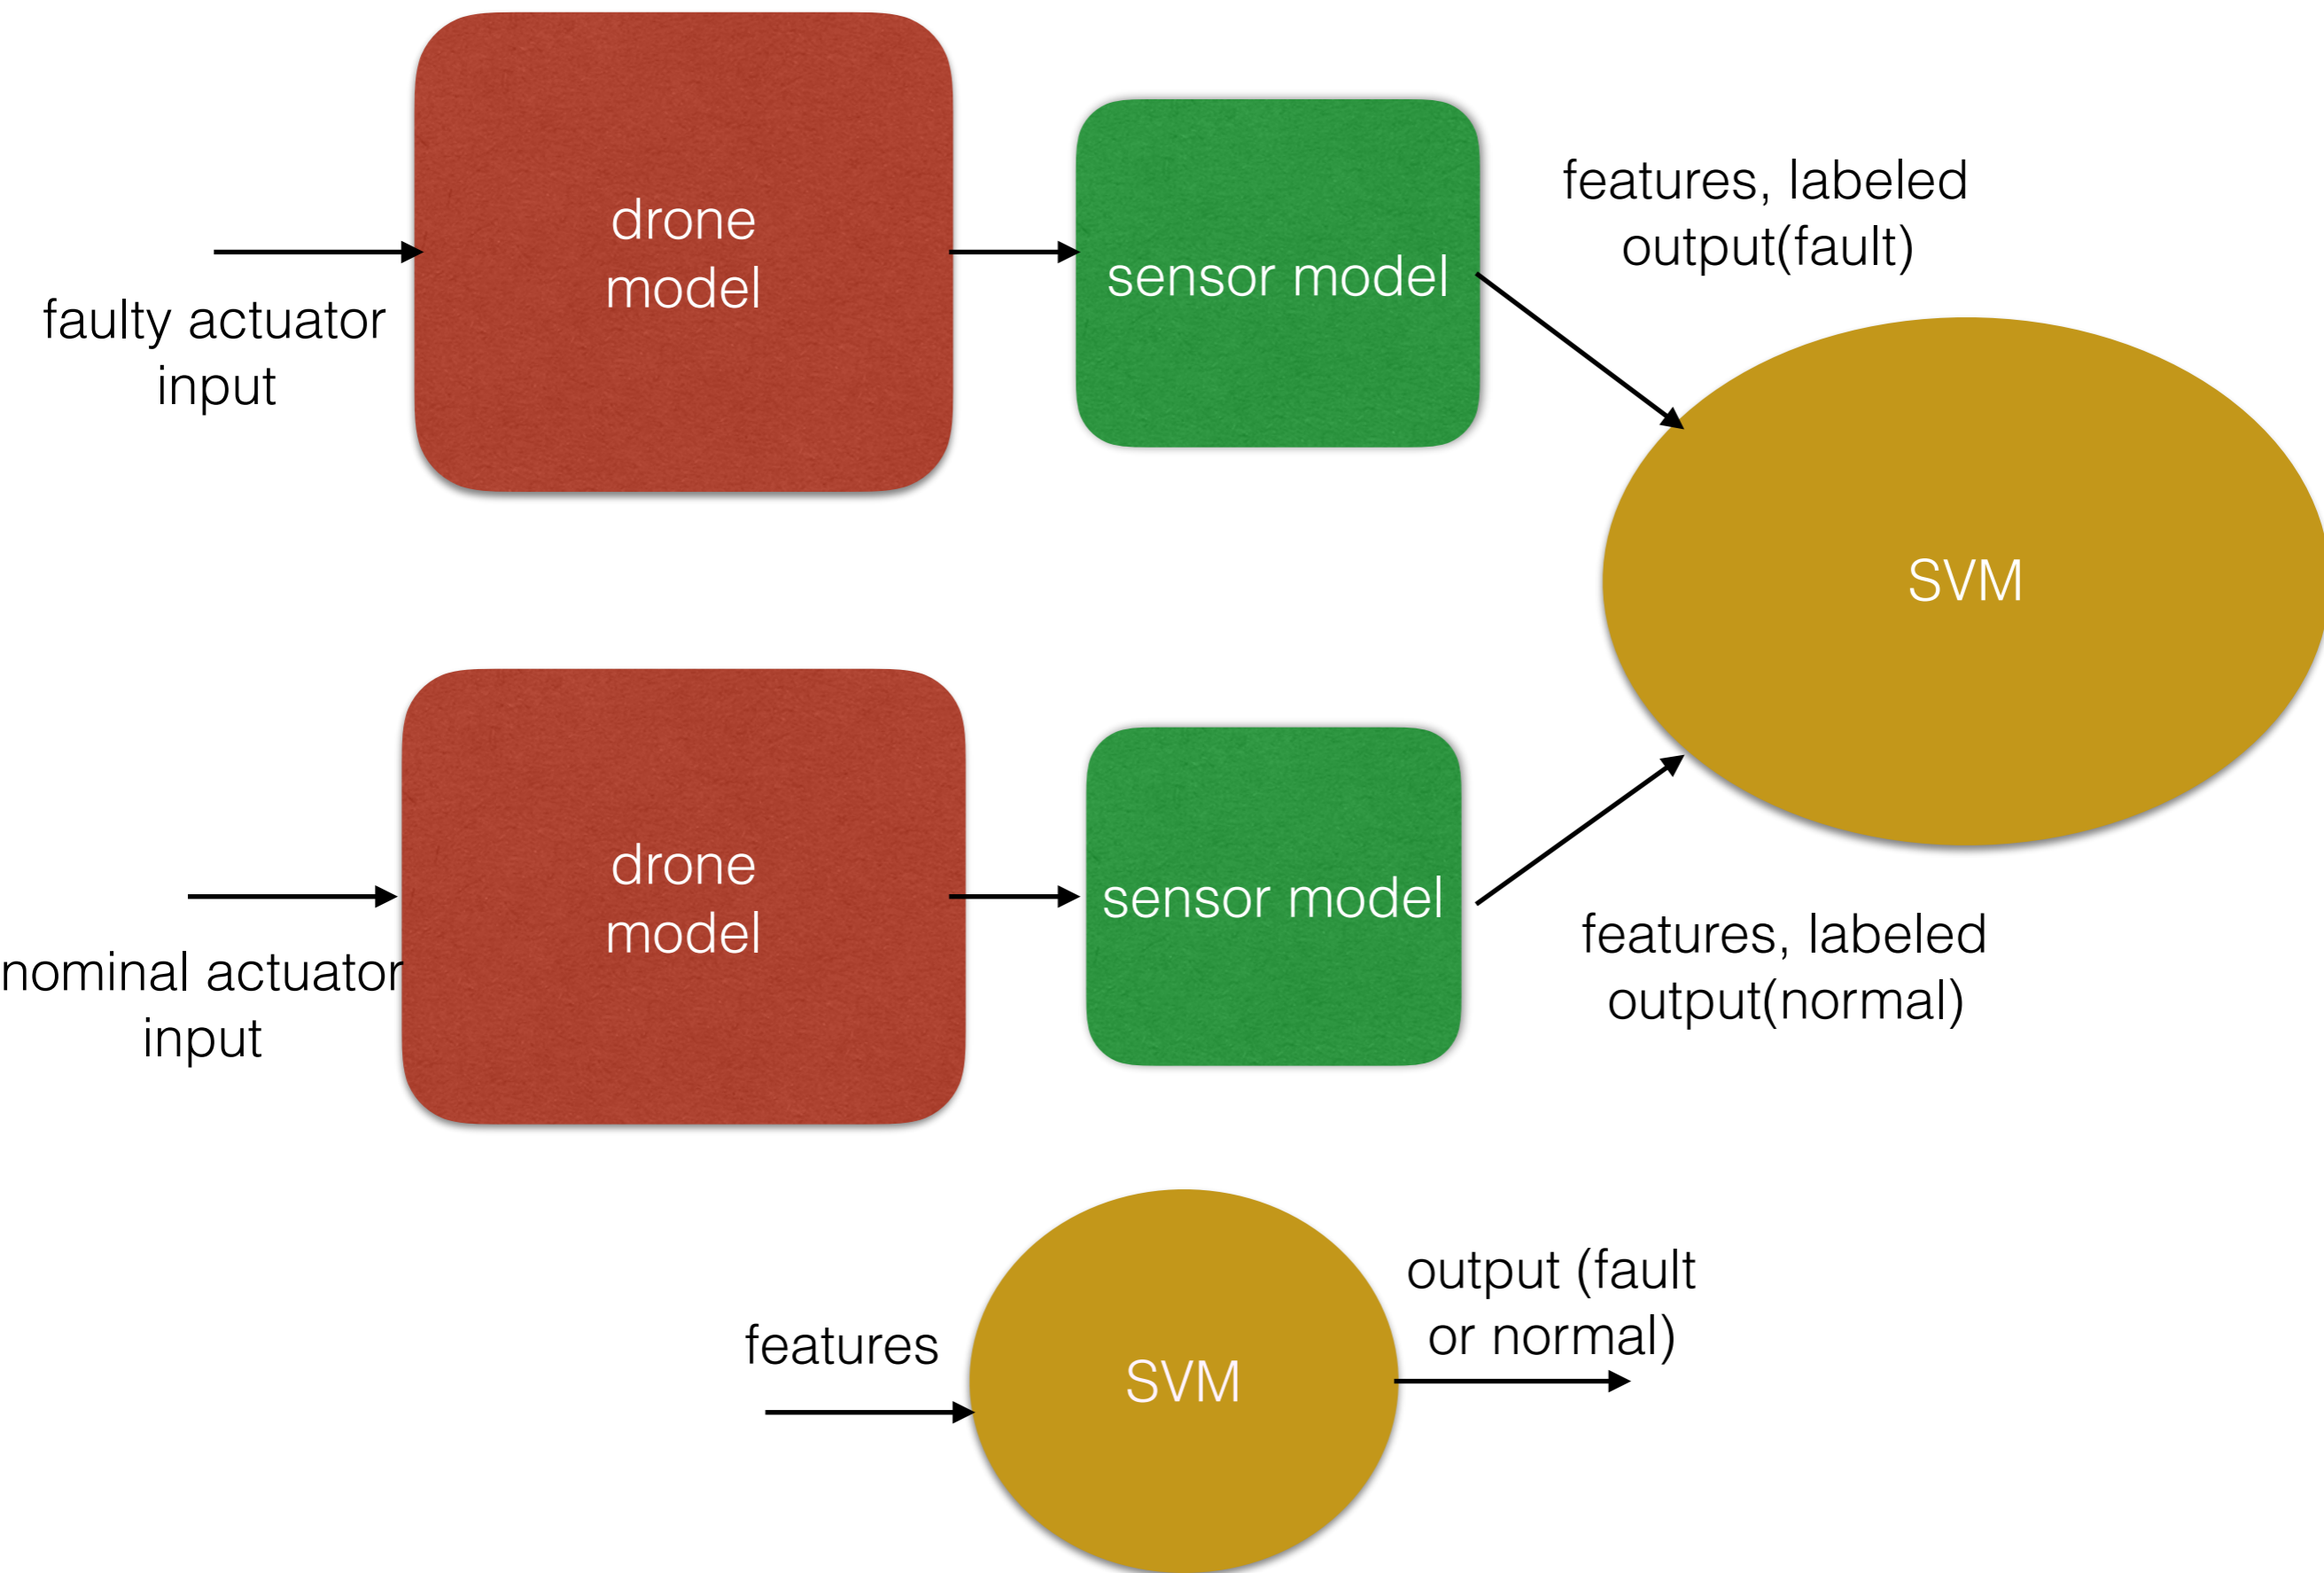 drone
model
sensor model
features, labeled
output(fault)
faulty actuator
input
SVM
drone
model
sensor model
nominal actuator
input
features, labeled
output(normal)
features
SVM
output (fault
or normal)